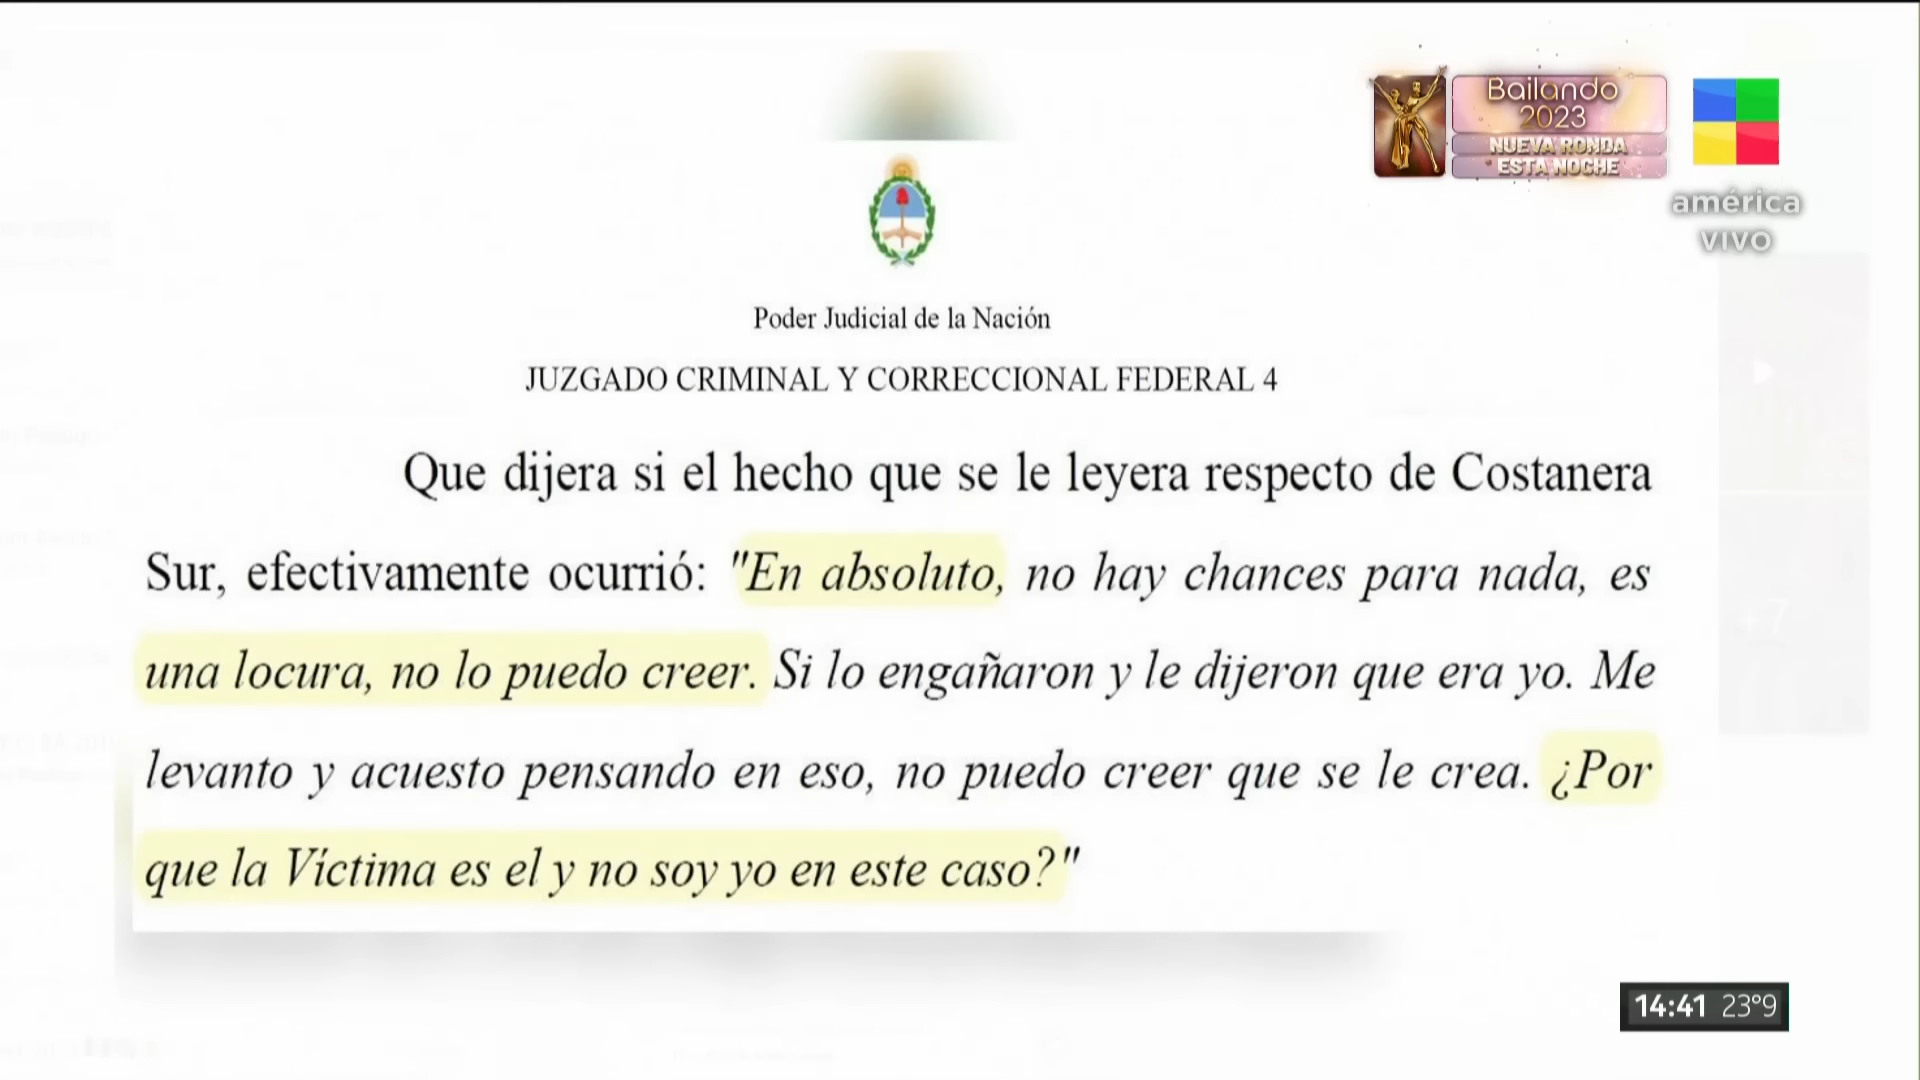 Bailando
2023
NUEVA RONDA
ESTA NOCHE
américa
VIVO
Poder Judicial de la Nación
JUZGADO CRIMINAL Y CORRECCIONAL FEDERAL 4
Que dijera si el hecho que se le leyera respecto de Costanera
Sur, efectivamente ocurrió: "En absoluto, no hay chances para nada, es
una locura, no lo puedo creer. Si lo engañaron y le dijeron que era yo. Me
levanto y acuesto pensando en eso, no puedo creer que se le crea. ¿Por
que la Víctima es el y no soy yo en este caso?"
+7
14:41 23°9